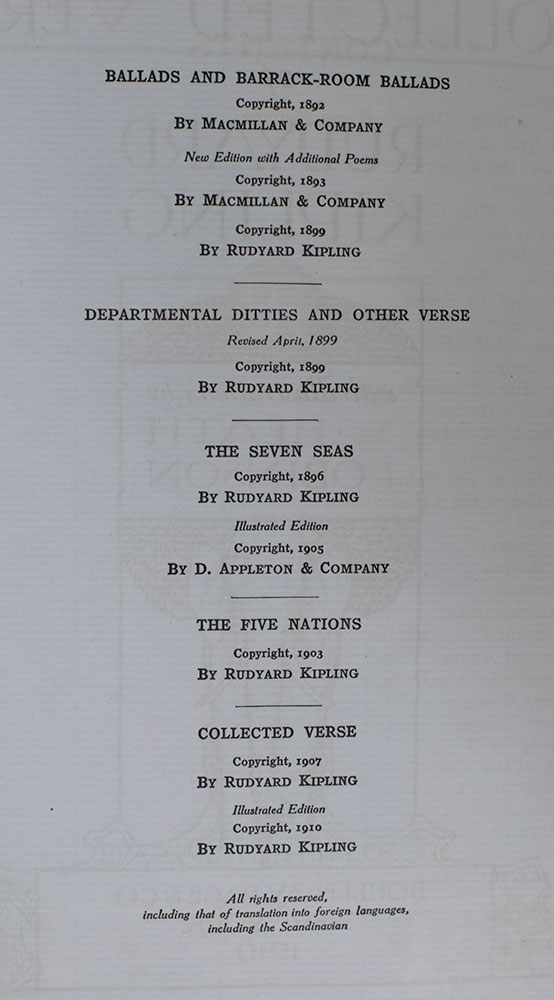 BALLADS AND BARRACK-ROOM BALLADS
Copyright, 1892
BY MACMILLAN & COMPANY
New Edition with Additional Poems
Copyright, 1893
BY MACMILLAN & COMPANY
Copyright, 1899
BY RUDYARD KIPLING
DEPARTMENTAL DITTIES AND OTHER VERSE
Revised April, 1899
Copyright, 1899
BY RUDYARD KIPLING
THE SEVEN SEAS
Copyright, 1896
BY RUDYARD KIPLING
Illustrated Edition
Copyright, 1905
BY D. APPLETON & COMPANY
THE FIVE NATIONS
Copyright, 1903
BY RUDYARD KIPLING
COLLECTED VERSE
Copyright, 1907
BY RUDYARD KIPLING
Illustrated Edition
Copyright, 1910
BY RUDYARD KIPLING
All rights reserved,
including that of translation into foreign languages,
including the Scandinavian